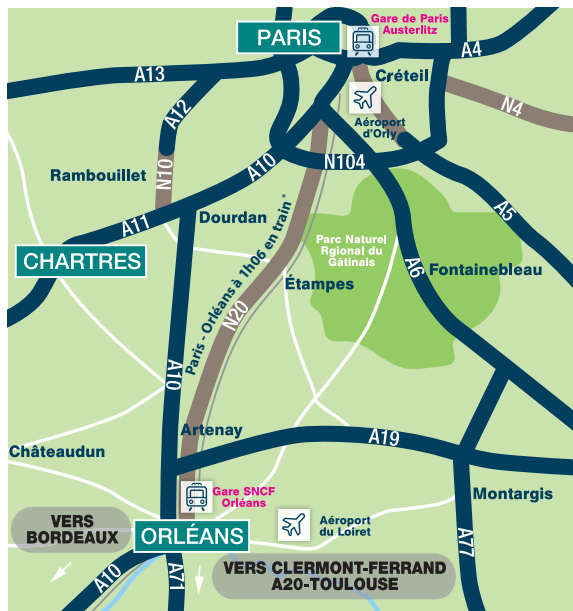 Gare de Paris
Austerlitz
PARIS
A4
A13
Créteil
A12
N4
Aéroport
d'Orly
A10
N104
Rambouillet
N10
A5
A11
Dourdan
Parc Naturel
Rgional du
Gâtinais
CHARTRES
A6
Fontainebleau
Paris - Orléans à 1h06 en train *
Étampes
N20
A10
Artenay
A19
Châteaudun
Gare SNCF
Orléans
Montargis
VERS
BORDEAUX
ORLÉANS
Aéroport
du Loiret
A77
A10
A71
VERS CLERMONT-FERRAND
A20-TOULOUSE